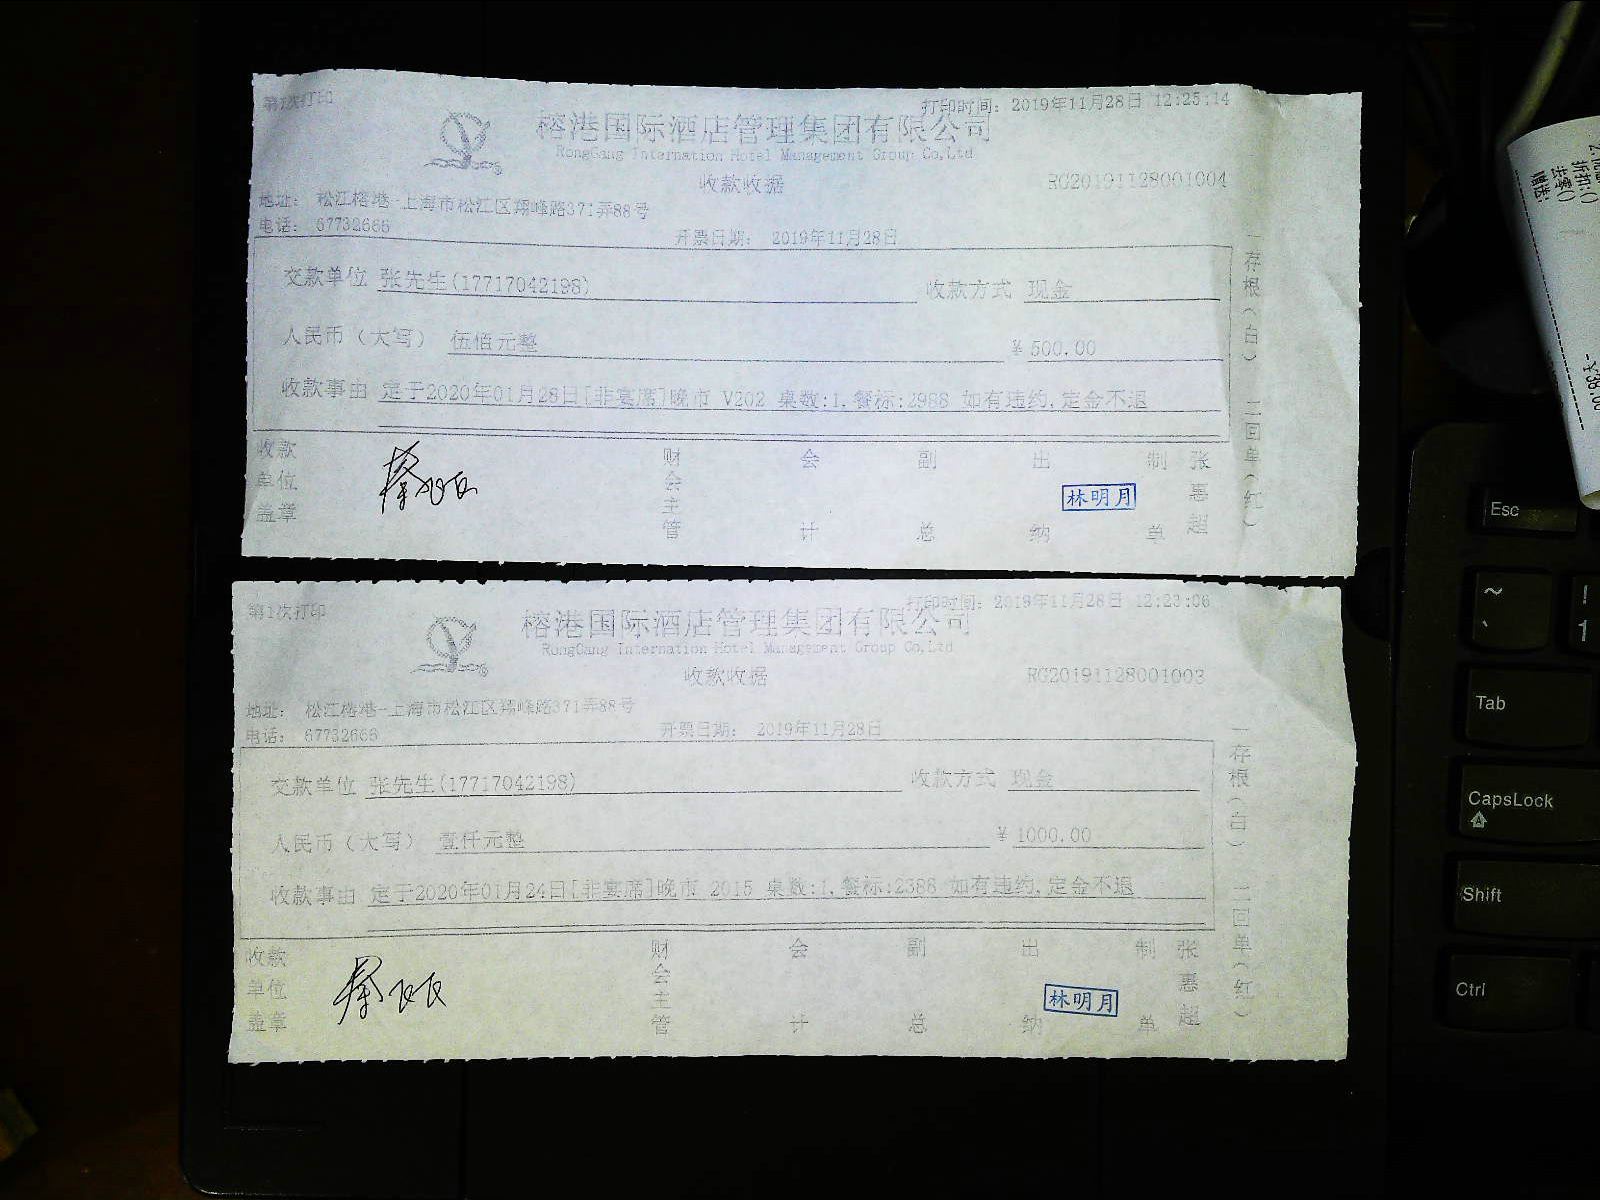 第1次打印
打印时间: 2019年11月28日 12:25:14
榕港国际酒店管理集团有限公司
RongGang Internation Hotel Management Group Co,Ltd
收款收据
RG20191128001004
地址: 松江榕港-上海市松江区翔峰路371弄88号
电话: 67732666
开票日期: 2019年11月28日
交款单位 张先生(17717042198) 收款方式 现金
人民币（大写） 伍佰元整 ¥ 500.00
收款事由 定于2020年01月28日[非宴席]晚市 V202 桌数:1,餐标:2988 如有违约,定金不退
收款单位盖章
财会主管
会计
副总
出纳
林明月
制单
张惠超
一存根(白) 二回单(红)
第1次打印
打印时间: 2019年11月28日 12:23:06
榕港国际酒店管理集团有限公司
RongGang Internation Hotel Management Group Co,Ltd
收款收据
RG20191128001003
地址: 松江榕港-上海市松江区翔峰路371弄88号
电话: 67732666
开票日期: 2019年11月28日
交款单位 张先生(17717042198) 收款方式 现金
人民币（大写） 壹仟元整 ¥ 1000.00
收款事由 定于2020年01月24日[非宴席]晚市 2015 桌数:1,餐标:2388 如有违约,定金不退
收款单位盖章
财会主管
会计
副总
出纳
林明月
制单
张惠超
一存根(白) 二回单(红)
Esc
~
`
!
1
Tab
CapsLock
A
Shift
Ctrl